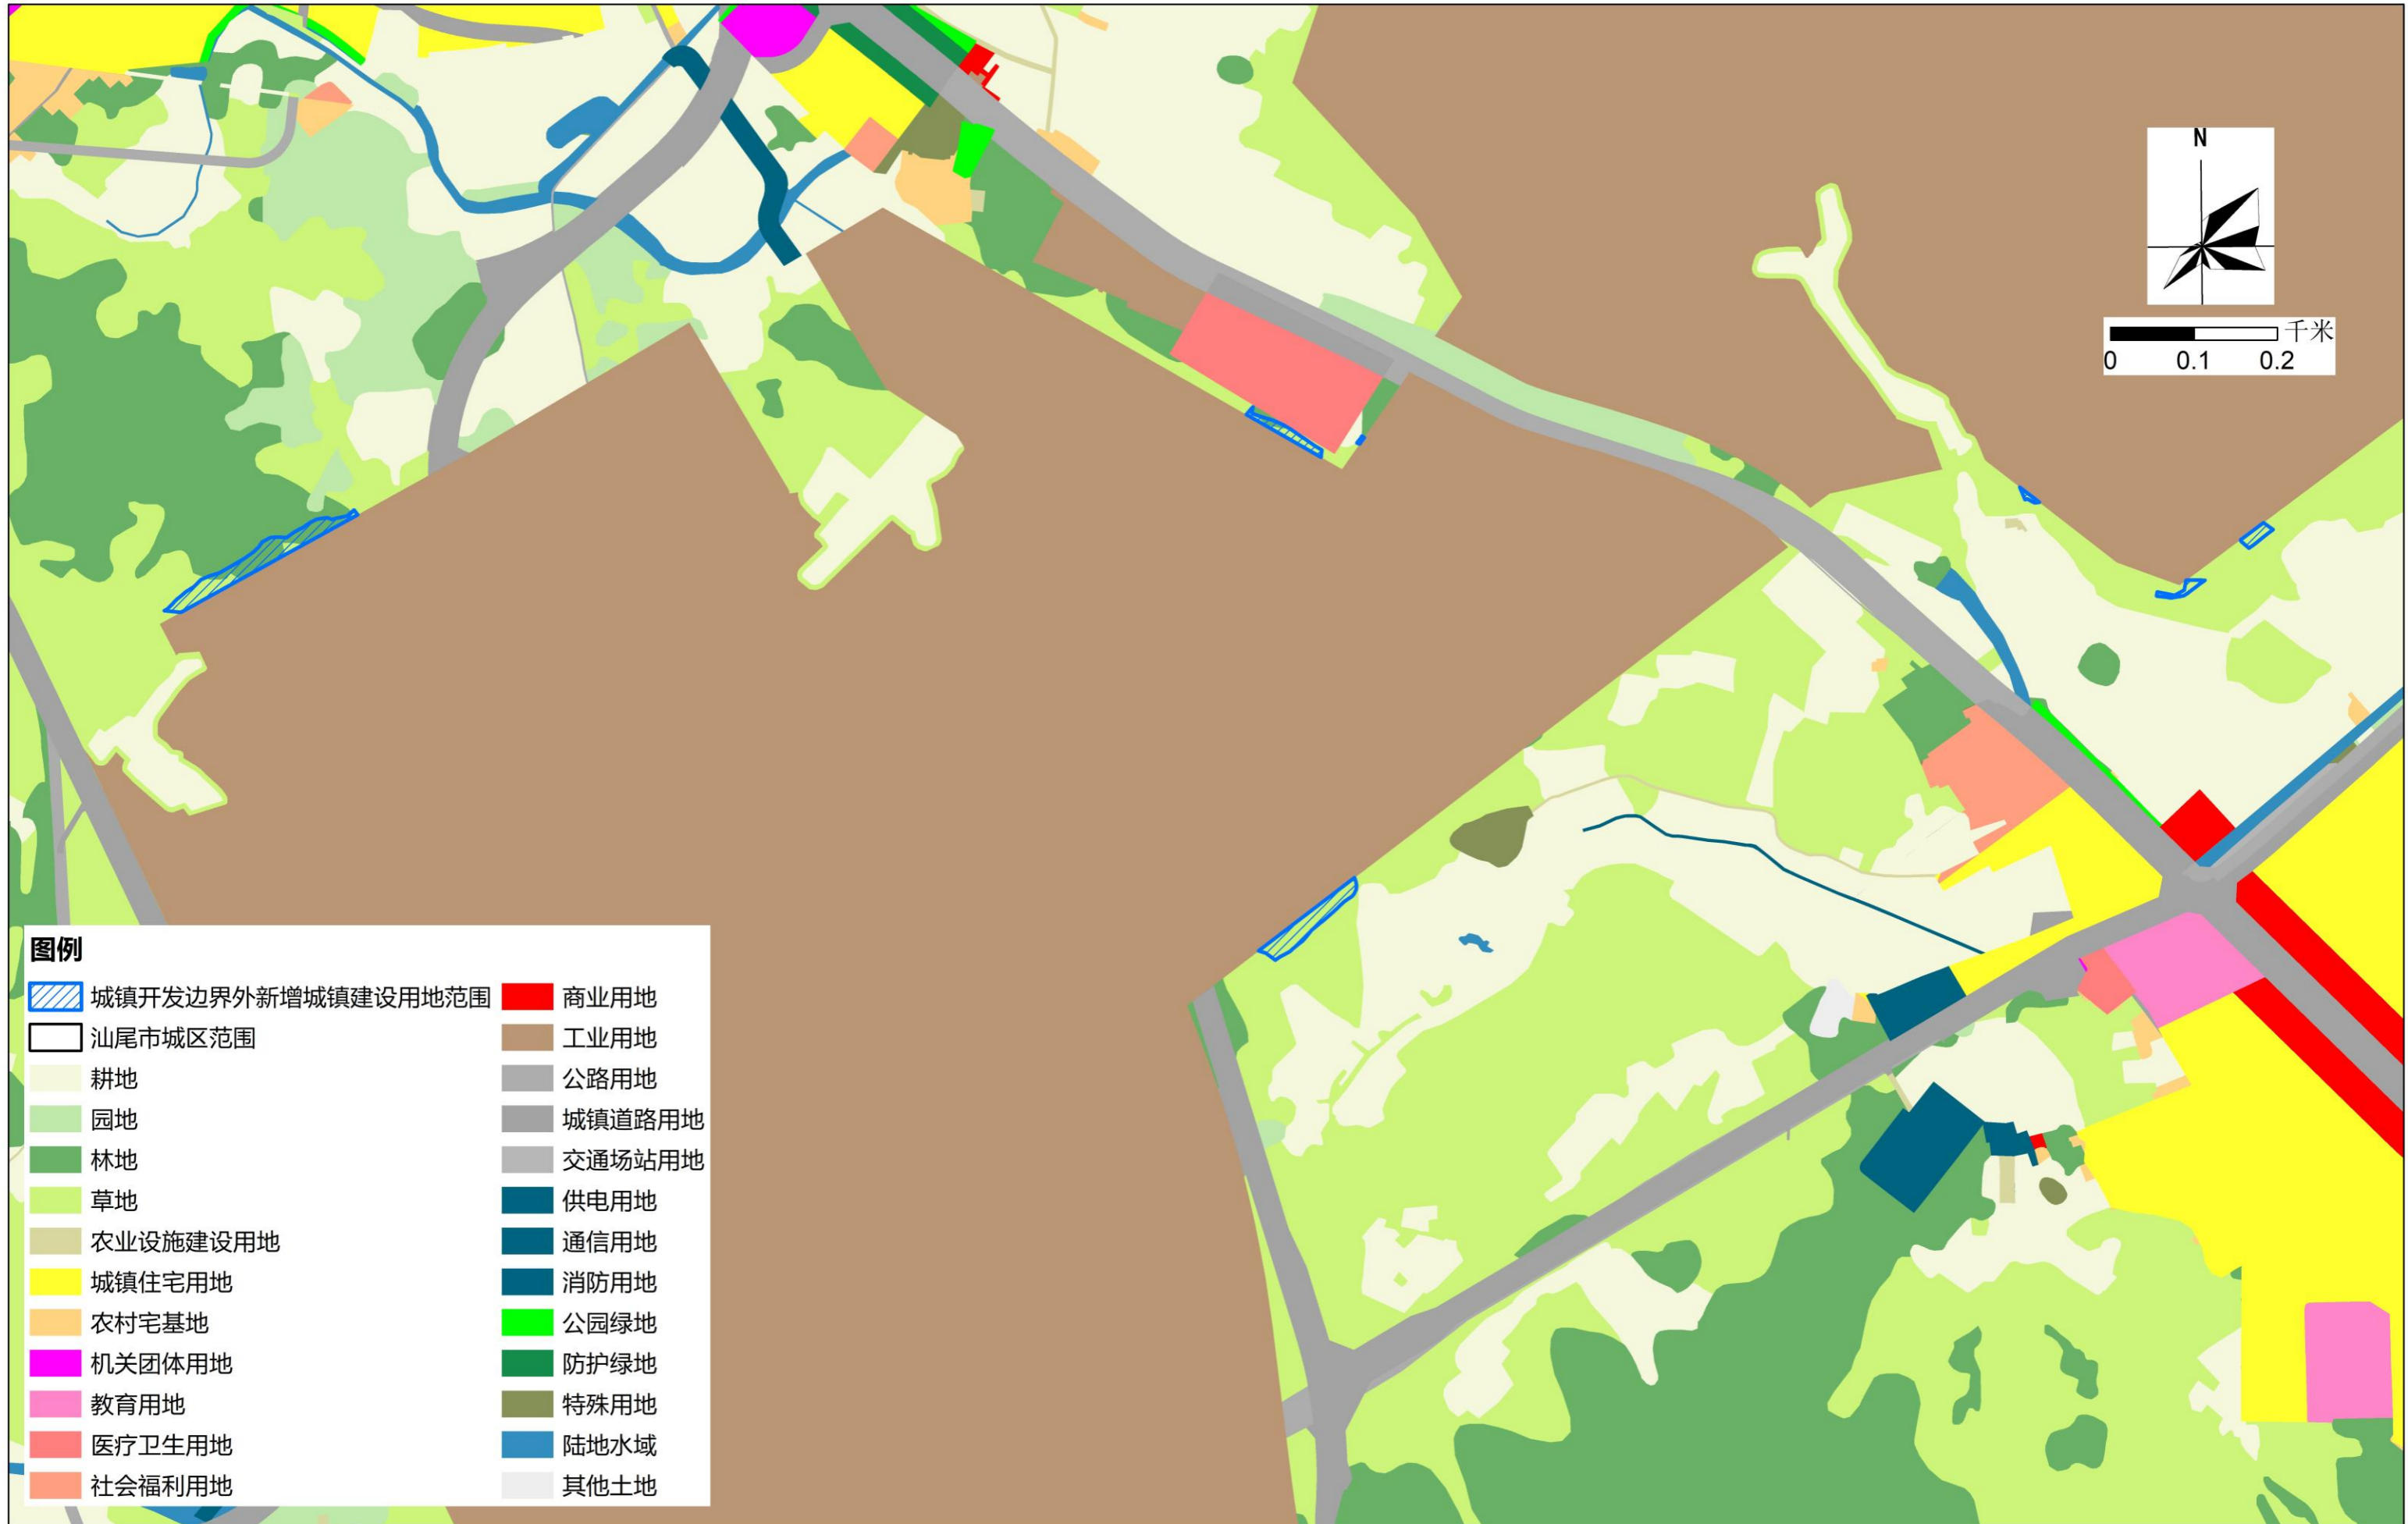 N
千米
0 0.1 0.2
图例
城镇开发边界外新增城镇建设用地范围
汕尾市城区范围
耕地
园地
林地
草地
农业设施建设用地
城镇住宅用地
农村宅基地
机关团体用地
教育用地
医疗卫生用地
社会福利用地
商业用地
工业用地
公路用地
城镇道路用地
交通场站用地
供电用地
通信用地
消防用地
公园绿地
防护绿地
特殊用地
陆地水域
其他土地